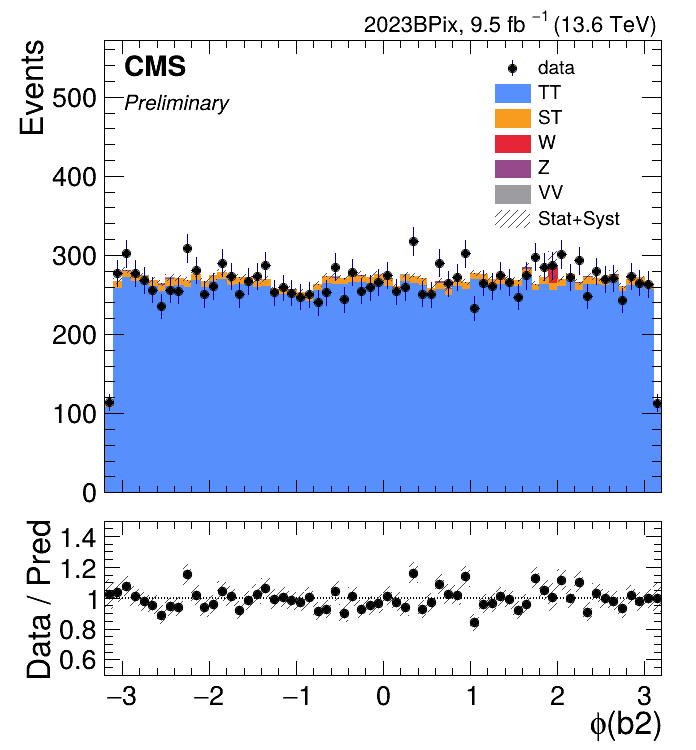 2023BPix, 9.5 fb⁻¹ (13.6 TeV)
CMS
Preliminary
data
TT
ST
W
Z
VV
Stat+Syst
Events
500
400
300
200
100
0
Data / Pred
1.4
1.2
1
0.8
0.6
−3 −2 −1 0 1 2 3
ϕ(b2)